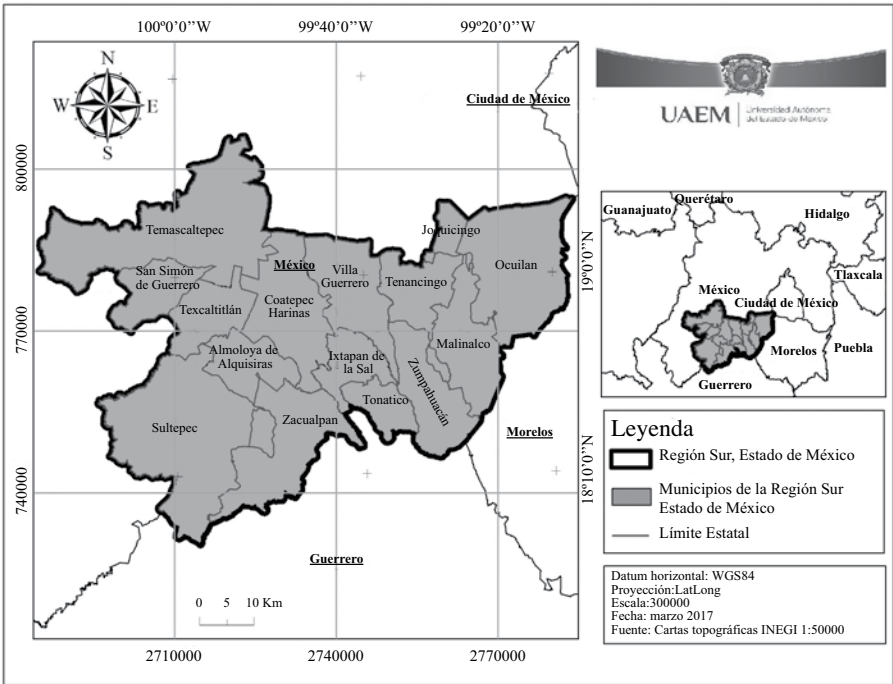 100º0'0’’W
99º40'0’’W
99º20'0’’W
N
W
E
S
Ciudad de México
800000
Temascaltepec
Joquicingo
Ocuilan
México
San Simón
de Guerrero
Villa
Guerrero
Tenancingo
19º0'0’’N
Texcaltitlán
Coatepec
Harinas
770000
Almoloya de
Alquisiras
Ixtapan de
la Sal
Malinalco
Zumpahuacán
Tonatico
Sultepec
Zacualpan
Morelos
740000
18º10'0’’N
Guerrero
0 5 10 Km
2710000
2740000
2770000
UAEM
Universidad Autónoma
del Estado de México
Querétaro
Guanajuato
Hidalgo
Tlaxcala
México
Ciudad de México
Morelos
Puebla
Guerrero
Leyenda
Región Sur, Estado de México
Municipios de la Región Sur
Estado de México
Límite Estatal
Datum horizontal: WGS84
Proyección:LatLong
Escala:300000
Fecha: marzo 2017
Fuente: Cartas topográficas INEGI 1:50000